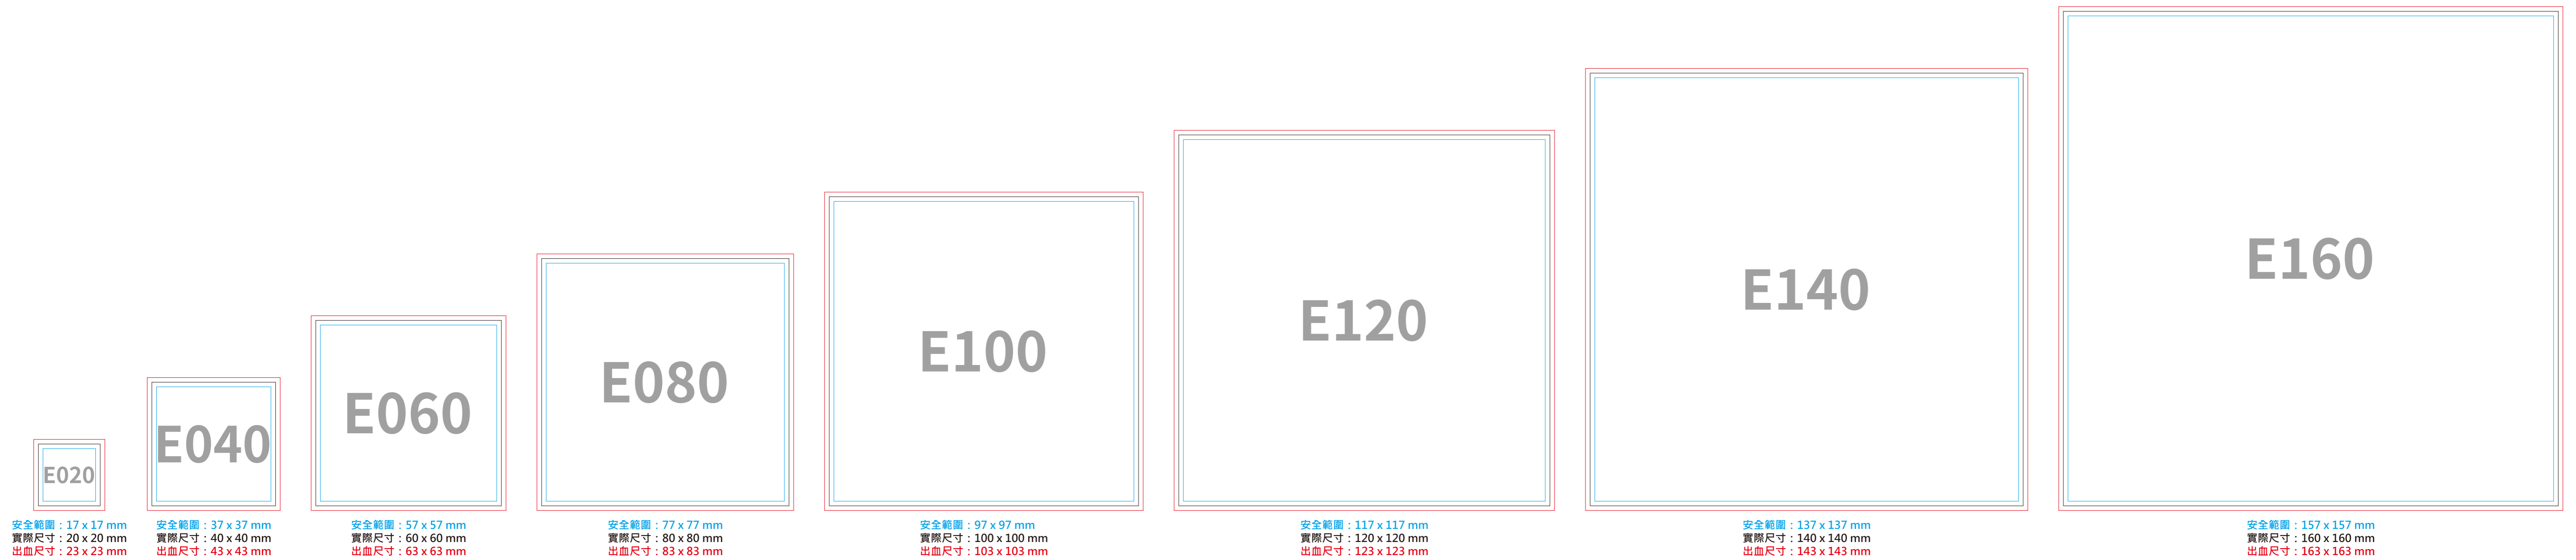 E020
安全範圍：17 x 17 mm
實際尺寸：20 x 20 mm
出血尺寸：23 x 23 mm
E040
安全範圍：37 x 37 mm
實際尺寸：40 x 40 mm
出血尺寸：43 x 43 mm
E060
安全範圍：57 x 57 mm
實際尺寸：60 x 60 mm
出血尺寸：63 x 63 mm
E080
安全範圍：77 x 77 mm
實際尺寸：80 x 80 mm
出血尺寸：83 x 83 mm
E100
安全範圍：97 x 97 mm
實際尺寸：100 x 100 mm
出血尺寸：103 x 103 mm
E120
安全範圍：117 x 117 mm
實際尺寸：120 x 120 mm
出血尺寸：123 x 123 mm
E140
安全範圍：137 x 137 mm
實際尺寸：140 x 140 mm
出血尺寸：143 x 143 mm
E160
安全範圍：157 x 157 mm
實際尺寸：160 x 160 mm
出血尺寸：163 x 163 mm